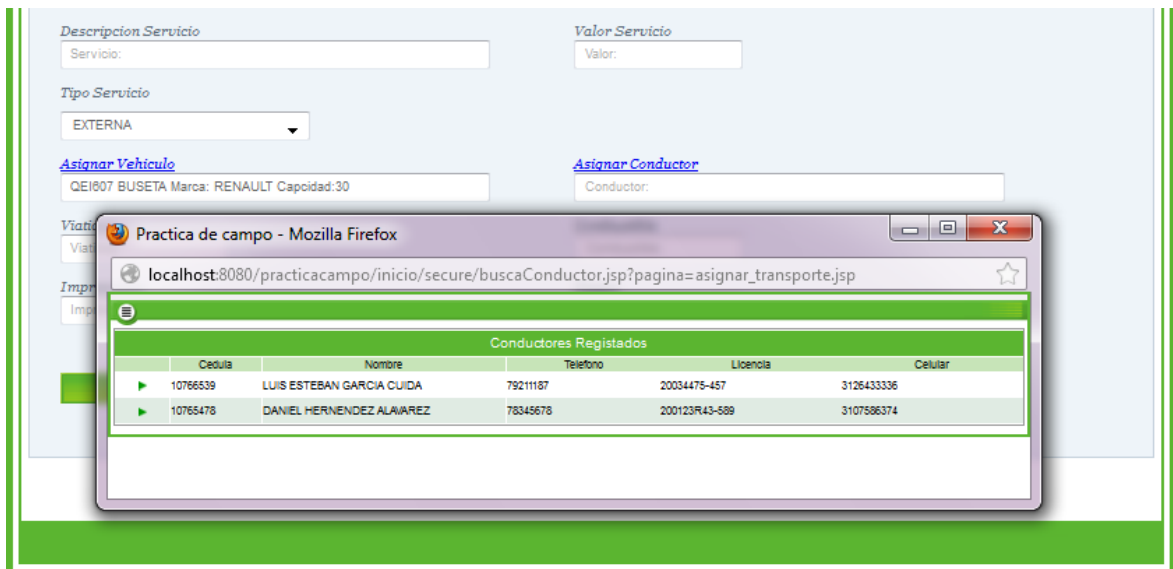 Descripcion Servicio Valor Servicio
Servicio: Valor:
Tipo Servicio
EXTERNA
Asignar Vehiculo Asignar Conductor
QEI607 BUSETA Marca: RENAULT Capcidad:30 Conductor:
Practica de campo - Mozilla Firefox
localhost:8080/practicacampo/inicio/secure/buscaConductor.jsp?pagina=asignar_transporte.jsp
Conductores Registados
Cedula Nombre Telefono Licencia Celular
10766539 LUIS ESTEBAN GARCIA CUIDA 79211187 20034475-457 3126433336
10765478 DANIEL HERNENDEZ ALAVAREZ 78345678 200123R43-589 3107586374